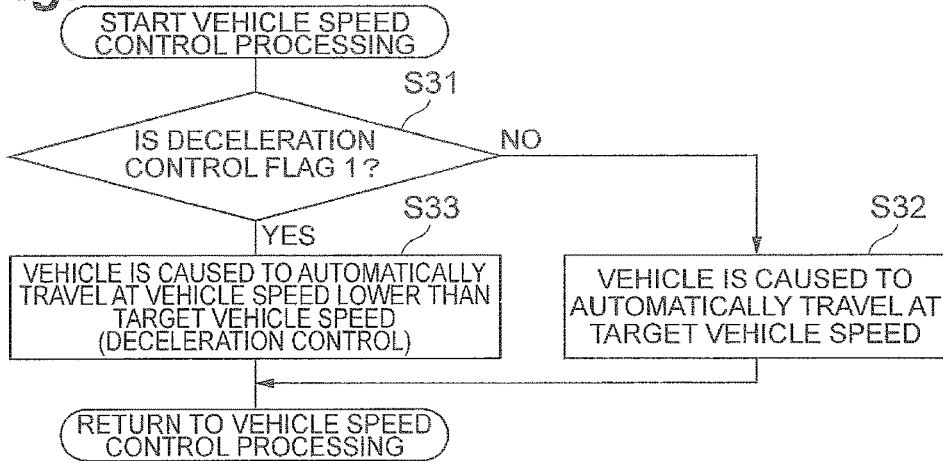 START VEHICLE SPEED
CONTROL PROCESSING
S31
IS DECELERATION
CONTROL FLAG 1?
NO
YES
S33
VEHICLE IS CAUSED TO AUTOMATICALLY
TRAVEL AT VEHICLE SPEED LOWER THAN
TARGET VEHICLE SPEED
(DECELERATION CONTROL)
S32
VEHICLE IS CAUSED TO
AUTOMATICALLY TRAVEL AT
TARGET VEHICLE SPEED
RETURN TO VEHICLE SPEED
CONTROL PROCESSING